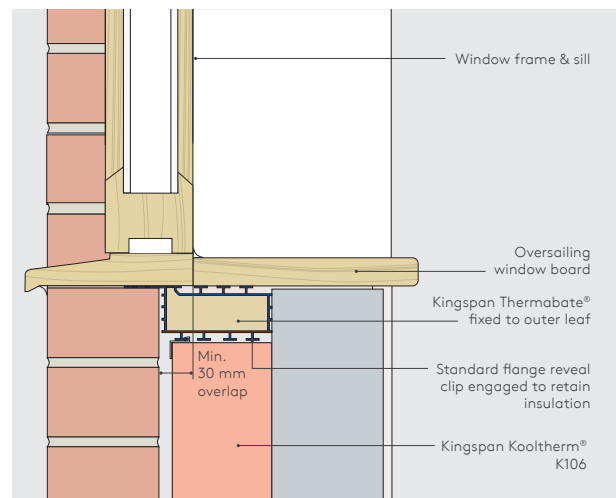 Window frame & sill
Oversailing
window board
Kingspan Thermabate®
fixed to outer leaf
Min.
30 mm
overlap
Standard flange reveal
clip engaged to retain
insulation
Kingspan Kooltherm®
K106